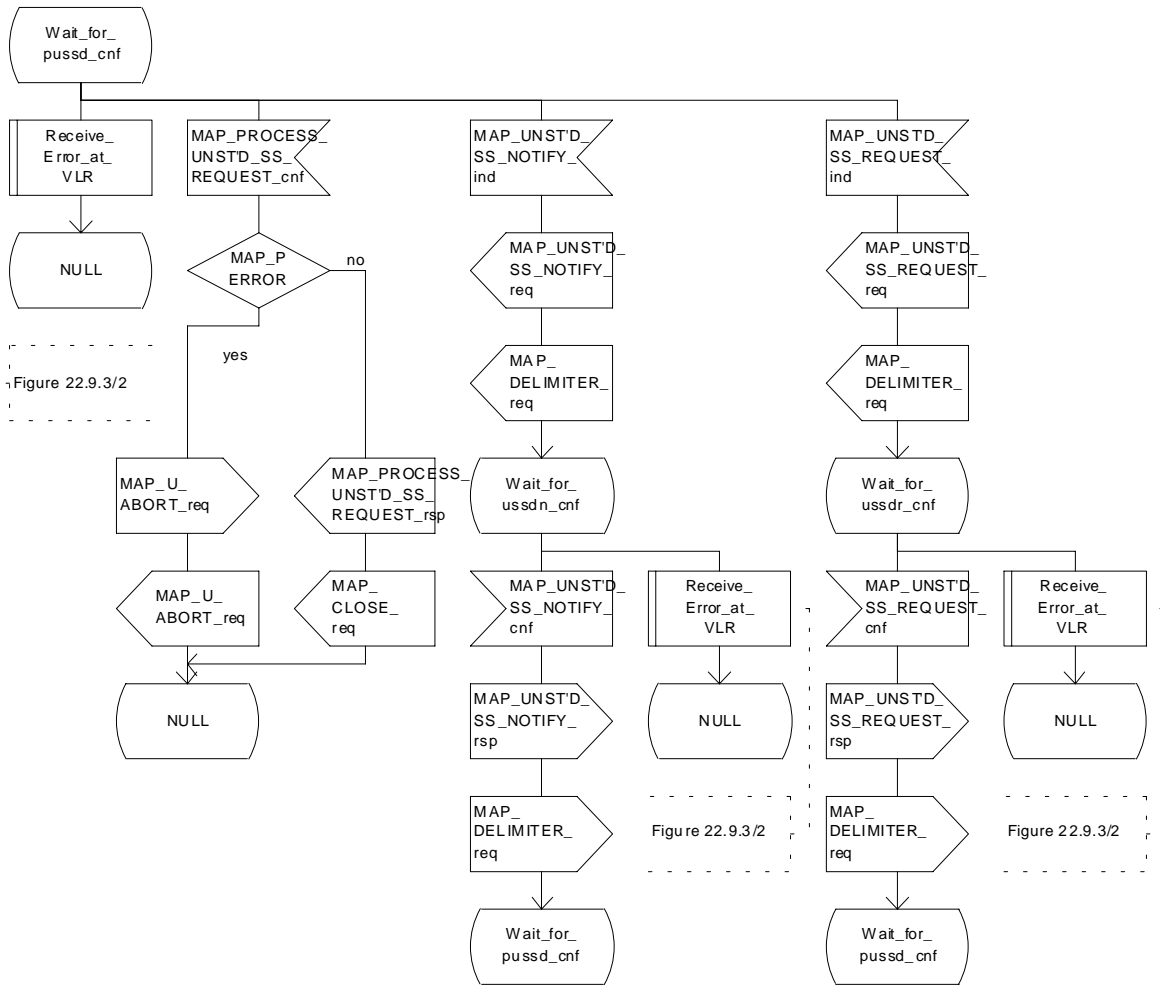 Wait_for_
pussd_cnf
Receive_
Error_at_
VLR
MAP_PROCESS_
UNST'D_SS_
REQUEST_cnf
MAP_UNST'D_
SS_NOTIFY_
ind
MAP_UNST'D_
SS_REQUEST_
ind
NULL
MAP_P
ERROR
no
yes
MAP_UNST'D_
SS_NOTIFY_
req
MAP_UNST'D_
SS_REQUEST_
req
Figure 22.9.3/2
MAP_
DELIMITER_
req
MAP_
DELIMITER_
req
MAP_U_
ABORT_req
MAP_PROCESS_
UNST'D_SS_
REQUEST_rsp
Wait_for_
ussdn_cnf
Wait_for_
ussdr_cnf
MAP_U_
ABORT_req
MAP_
CLOSE_
req
MAP_UNST'D_
SS_NOTIFY_
cnf
Receive_
Error_at_
VLR
MAP_UNST'D_
SS_REQUEST_
cnf
Receive_
Error_at_
VLR
NULL
MAP_UNST'D_
SS_NOTIFY_
rsp
NULL
MAP_UNST'D_
SS_REQUEST_
rsp
NULL
MAP_
DELIMITER_
req
Figure 22.9.3/2
MAP_
DELIMITER_
req
Figure 22.9.3/2
Wait_for_
pussd_cnf
Wait_for_
pussd_cnf